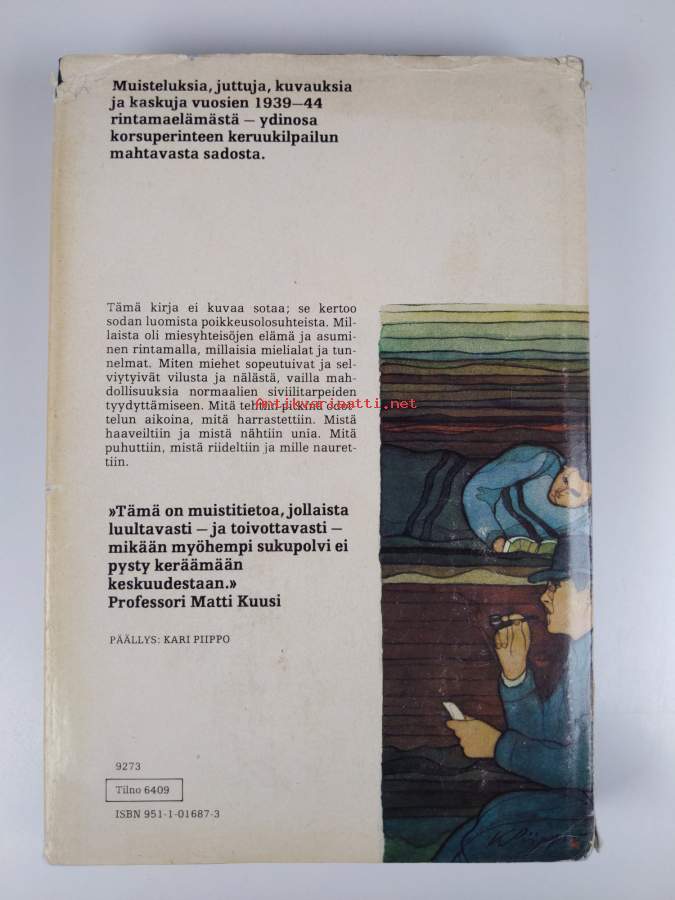 Muisteluksia, juttuja, kuvauksia
ja kaskuja vuosien 1939–44
rintamaelämästä – ydinosa
korsuperinteen keruukilpailun
mahtavasta sadosta.
Tämä kirja ei kuvaa sotaa; se kertoo
sodan luomista poikkeusolosuhteista. Mil-
laista oli miesyhteisöjen elämä ja asumi-
nen rintamalla, millaisia mielialat ja tun-
nelmat. Miten miehet sopeutuivat ja sel-
viytyivät vilusta ja nälästä, vailla mah-
dollisuuksia normaalien siviilitarpeiden
tyydyttämiseen. Mitä
Antikvariaatti.net
telun aikoina, mitä harrastettiin. Mistä
haaveiltiin ja mistä nähtiin unia. Mitä
puhuttiin, mistä riideltiin ja mille nauret-
tiin.
»Tämä on muistitietoa, jollaista
luultavasti – ja toivottavasti –
mikään myöhempi sukupolvi ei
pysty keräämään
keskuudestaan.»
Professori Matti Kuusi
PÄÄLLYS: KARI PIIPPO
9273
Tilno 6409
ISBN 951-1-01687-3